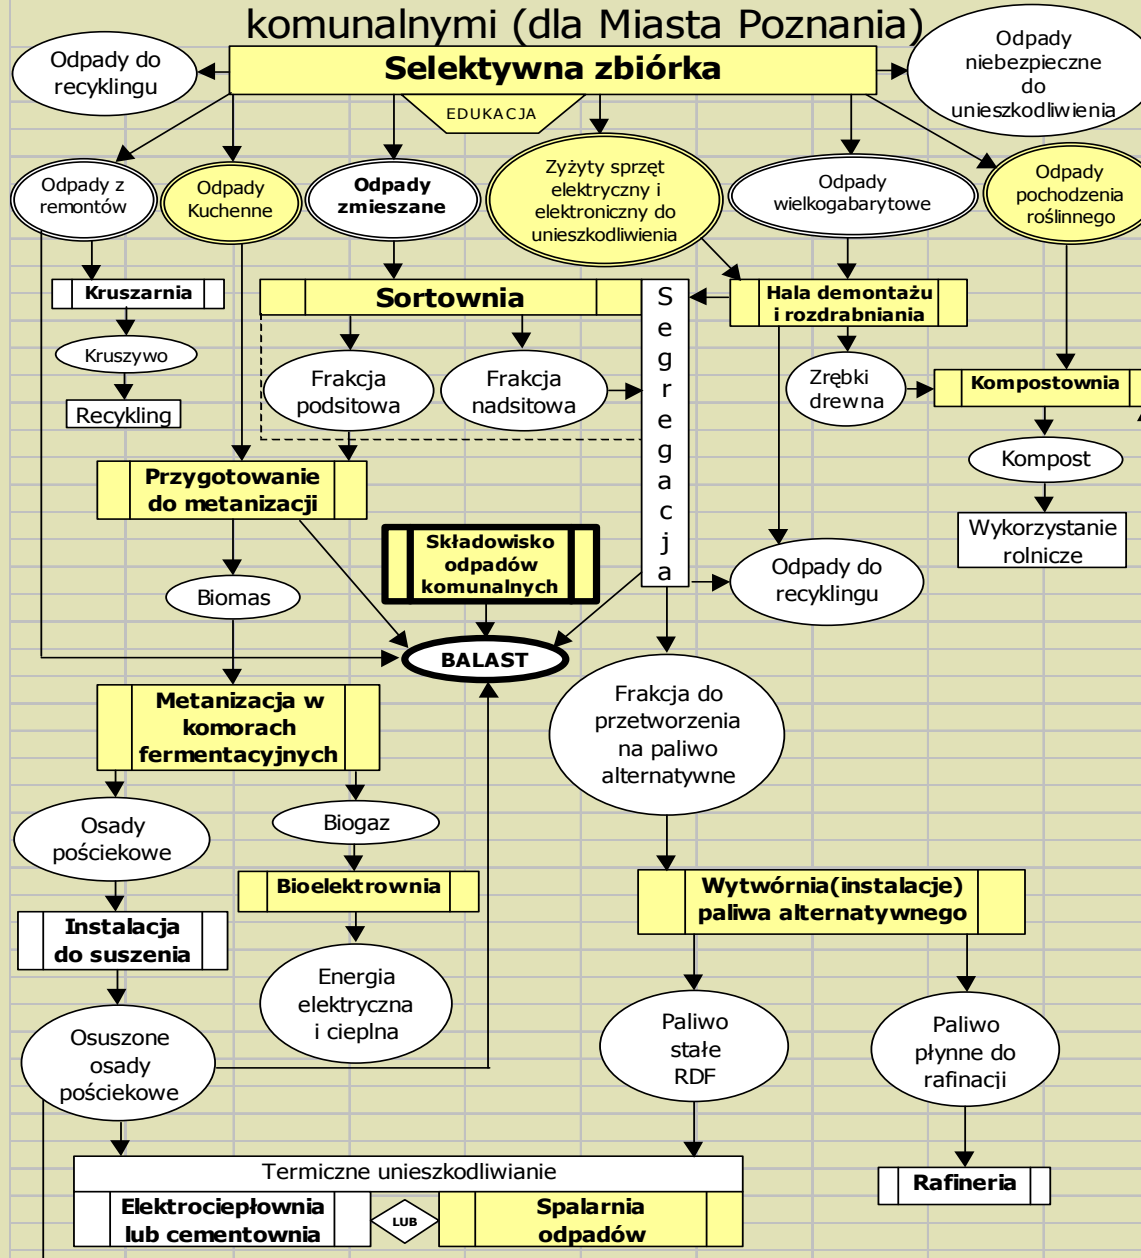 komunalnymi (dla Miasta Poznania)
Odpady do
recyklingu
Selektywna zbiórka
Odpady
niebezpieczne
do
unieszkodliwienia
EDUKACJA
Odpady z
remontów
Odpady
Kuchenne
Odpady
zmieszane
Zyżyty sprzęt
elektryczny i
elektroniczny do
unieszkodliwienia
Odpady
wielkogabarytowe
Odpady
pochodzenia
roślinnego
Kruszarnia
Sortownia
Segregacja
Hala demontażu
i rozdrabniania
Kruszywo
Frakcja
podsitowa
Frakcja
nadsitowa
Zrębki
drewna
Kompostownia
Recykling
Kompost
Przygotowanie
do metanizacji
Wykorzystanie
rolnicze
Składowisko
odpadów
komunalnych
Odpady do
recyklingu
Biomas
BALAST
Metanizacja w
komorach
fermentacyjnych
Frakcja do
przetworzenia
na paliwo
alternatywne
Osady
pościekowe
Biogaz
Bioelektrownia
Wytwórnia(instalacje)
paliwa alternatywnego
Instalacja
do suszenia
Energia
elektryczna
i cieplna
Osuszone
osady
pościekowe
Paliwo
stałe
RDF
Paliwo
płynne do
rafinacji
Termiczne unieszkodliwianie
Rafineria
Elektrociepłownia
lub cementownia
LUB
Spalarnia
odpadów